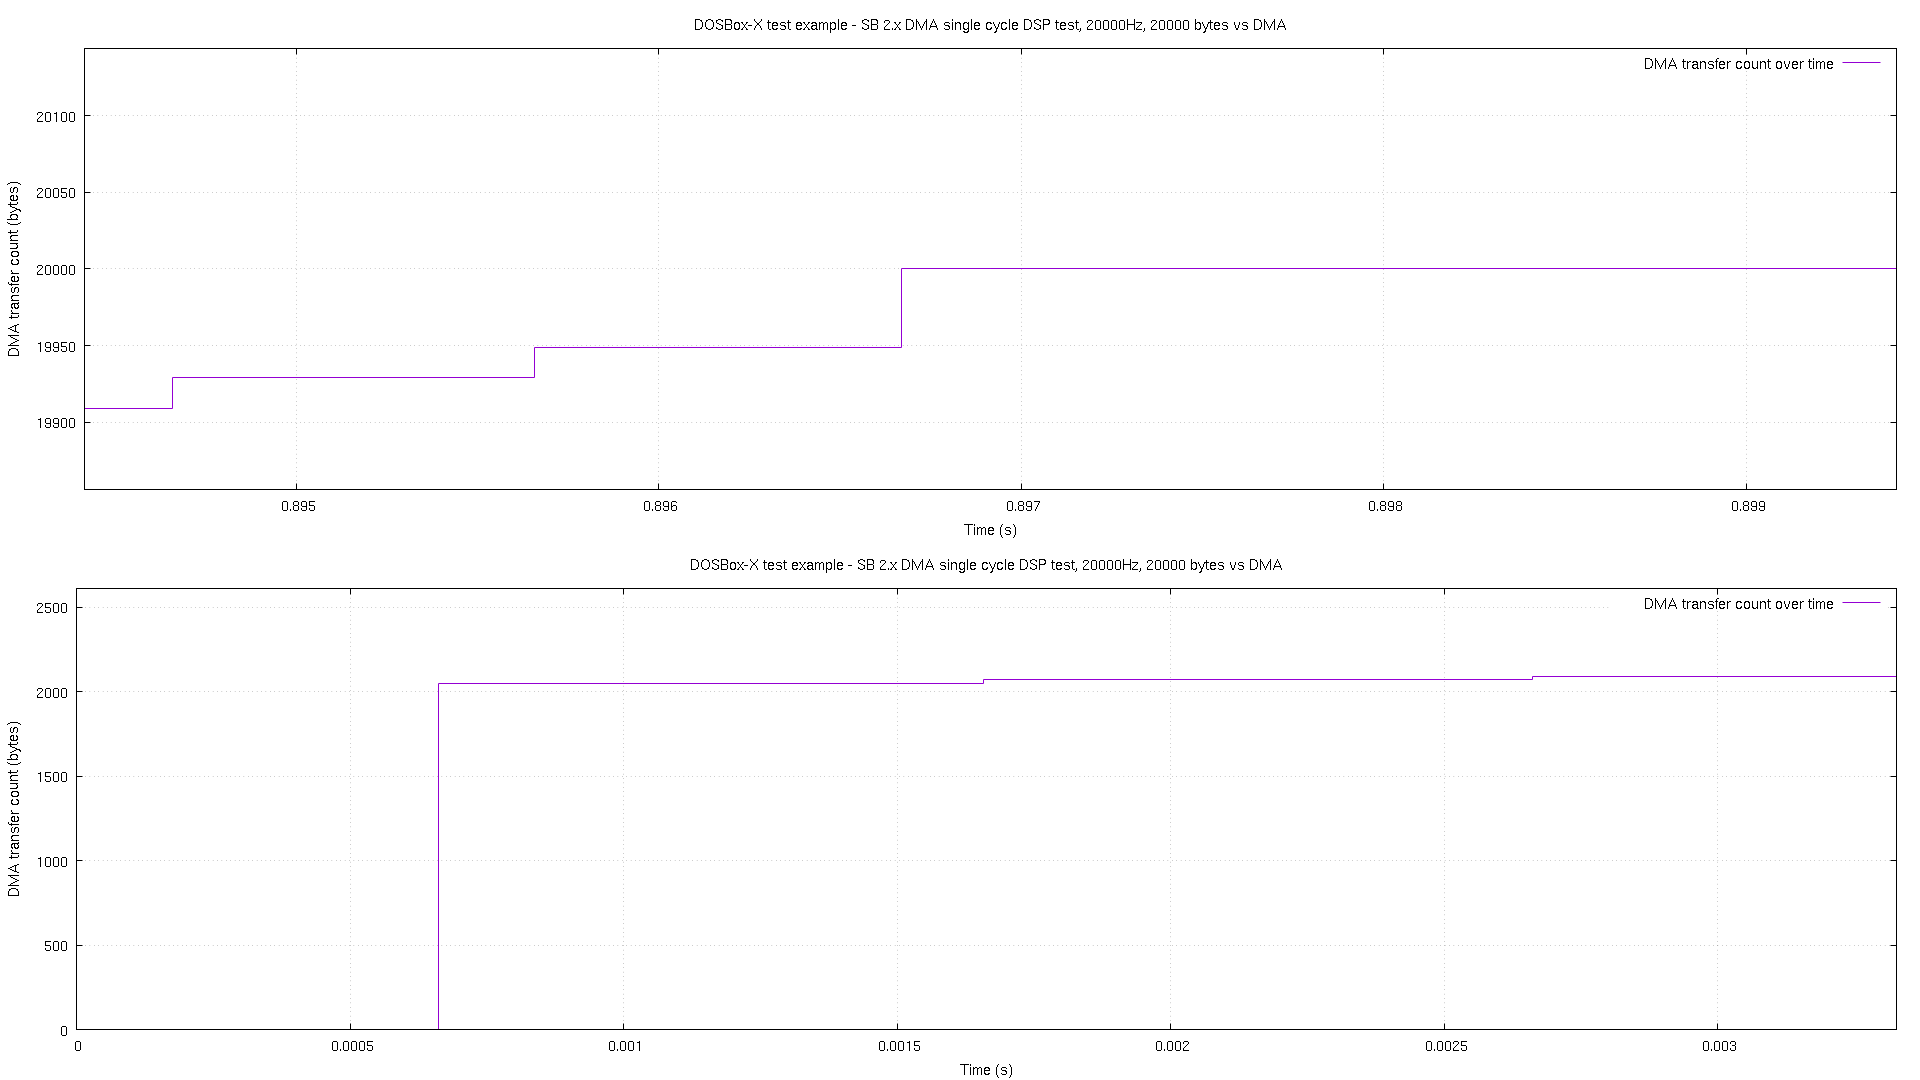 DOSBox-X test example - SB 2.x DMA single cycle DSP test, 20000Hz, 20000 bytes vs DMA
DMA transfer count over time
DMA transfer count (bytes)
20100
20050
20000
19950
19900
0.895 0.896 0.897 0.898 0.899
Time (s)
DOSBox-X test example - SB 2.x DMA single cycle DSP test, 20000Hz, 20000 bytes vs DMA
DMA transfer count over time
DMA transfer count (bytes)
2500
2000
1500
1000
500
0
0 0.0005 0.001 0.0015 0.002 0.0025 0.003
Time (s)